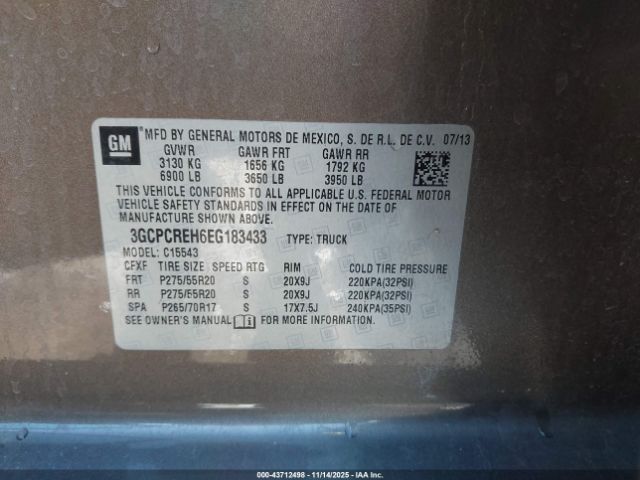 GM
MFD BY GENERAL MOTORS DE MEXICO, S. DE R.L. DE C.V. 07/13
GVWR GAWR FRT GAWR RR
3130 KG 1656 KG 1792 KG
6900 LB 3650 LB 3950 LB
THIS VEHICLE CONFORMS TO ALL APPLICABLE U.S. FEDERAL MOTOR
VEHICLE SAFETY STANDARDS IN EFFECT ON THE DATE OF
MANUFACTURE SHOWN ABOVE.
3GCPCREH6EG183433 TYPE: TRUCK
MODEL: C15543
CFXF TIRE SIZE SPEED RTG RIM COLD TIRE PRESSURE
FRT P275/55R20 S 20X9J 220KPA(32PSI)
RR P275/55R20 S 20X9J 220KPA(32PSI)
SPA P265/70R17 S 17X7.5J 240KPA(35PSI)
SEE OWNER'S MANUAL FOR MORE INFORMATION.
000-43712498 - 11/14/2025 - IAA Inc.